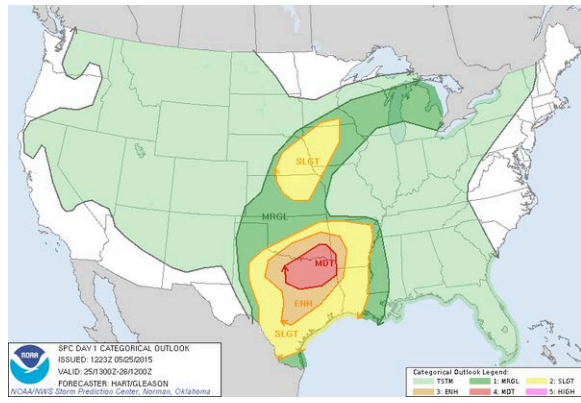 SLGT
MRGL
MDT
ENH
SLGT
noaa
SPC DAY 1 CATEGORICAL OUTLOOK
ISSUED: 1223Z 05/25/2015
VALID: 25/1300Z-26/1200Z
FORECASTER: HART/GLEASON
NOAA/NWS Storm Prediction Center, Norman, Oklahoma
Categorical Outlook Legend:
TSTM 1: MRGL 2: SLGT
3: ENH 4: MDT 5: HIGH